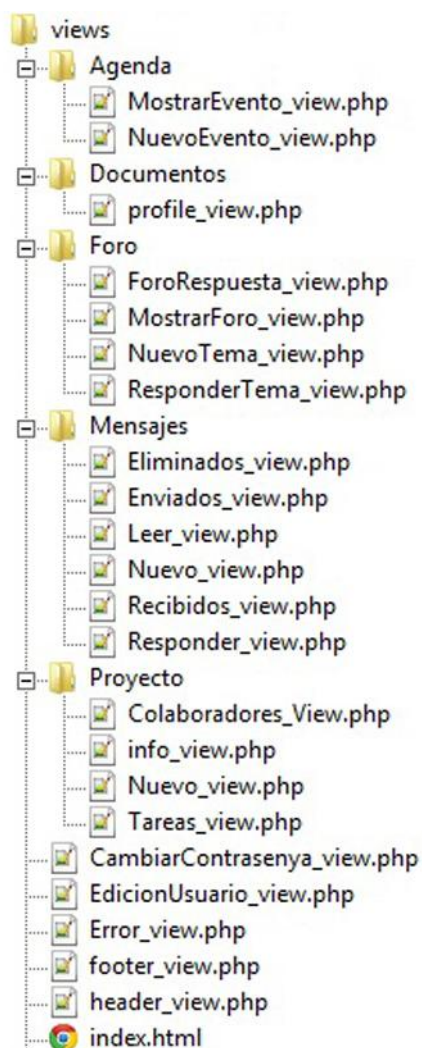 views
Agenda
MostrarEvento_view.php
NuevoEvento_view.php
Documentos
profile_view.php
Foro
ForoRespuesta_view.php
MostrarForo_view.php
NuevoTema_view.php
ResponderTema_view.php
Mensajes
Eliminados_view.php
Enviados_view.php
Leer_view.php
Nuevo_view.php
Recibidos_view.php
Responder_view.php
Proyecto
Colaboradores_View.php
info_view.php
Nuevo_view.php
Tareas_view.php
CambiarContrasenya_view.php
EdicionUsuario_view.php
Error_view.php
footer_view.php
header_view.php
index.html